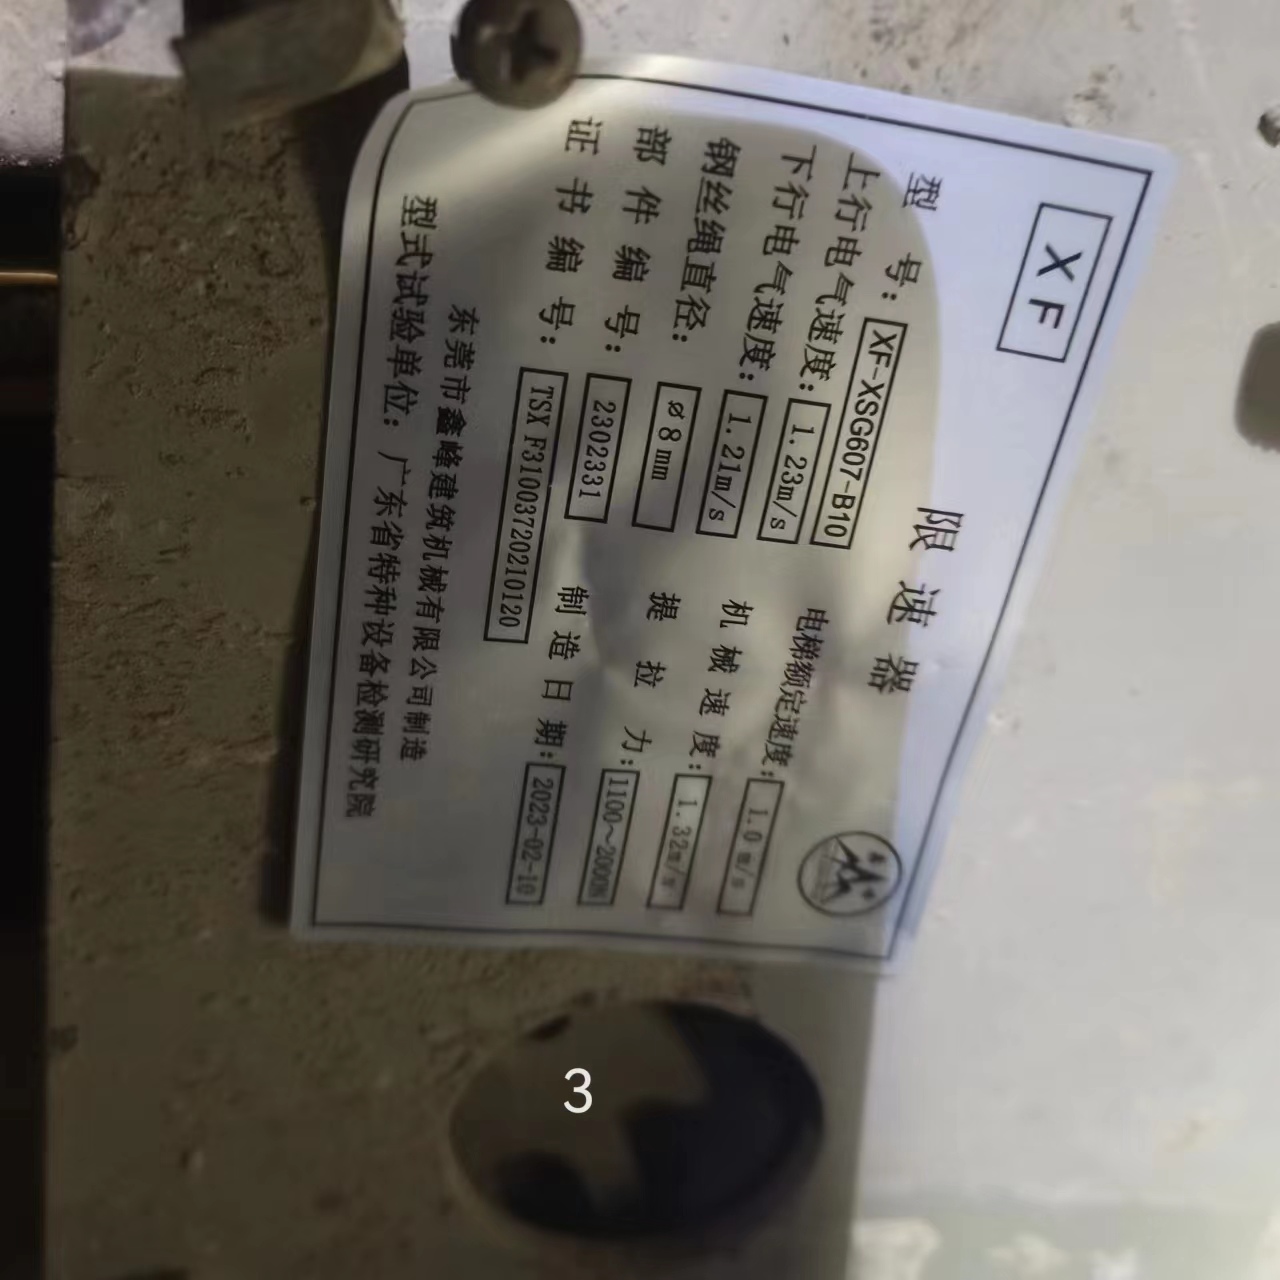 XF
限速器
型号：XF-XSG607-B10
上行电气速度：1.23m/s 电梯额定速度：1.0m/s
下行电气速度：1.21m/s 机械速度：1.32m/s
钢丝绳直径：ø8mm 提拉力：1100~2000N
部件编号：2302331 制造日期：2023-02-10
证书编号：TSX F31003720210120
东莞市鑫峰建筑机械有限公司制造
型式试验单位：广东省特种设备检测研究院
3